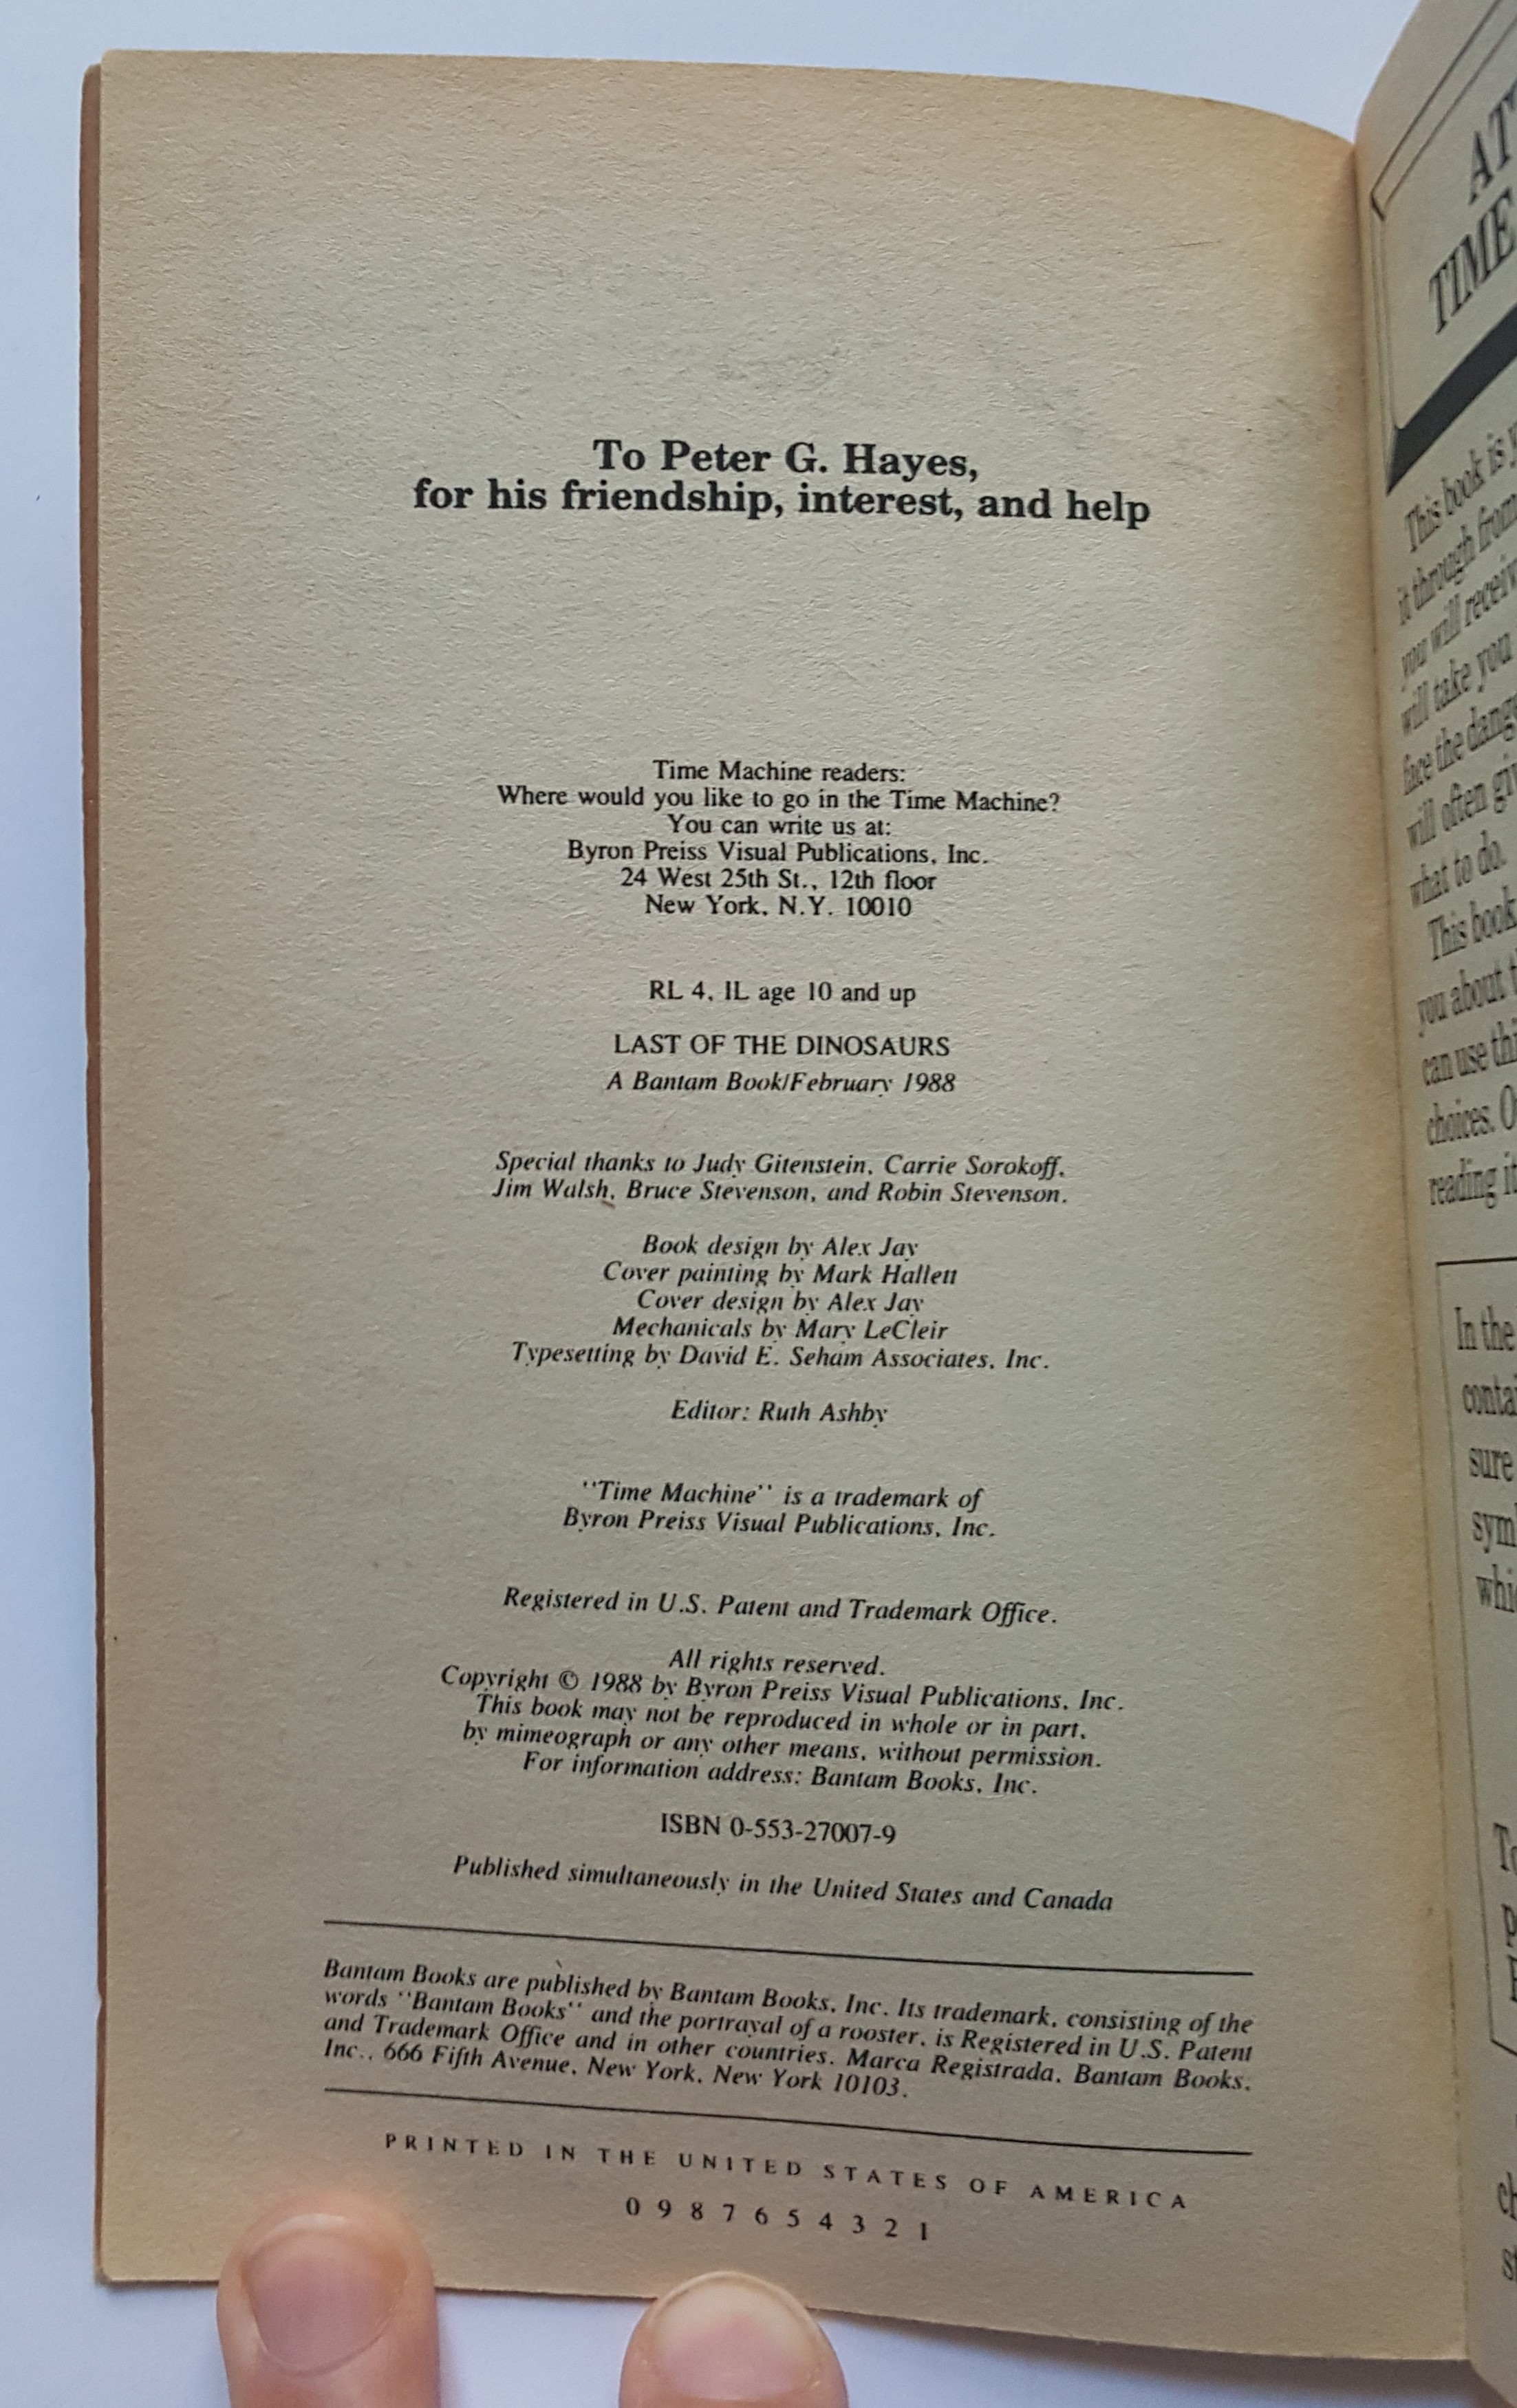 To Peter G. Hayes,
for his friendship, interest, and help
Time Machine readers:
Where would you like to go in the Time Machine?
You can write us at:
Byron Preiss Visual Publications, Inc.
24 West 25th St., 12th floor
New York, N.Y. 10010
RL 4, IL age 10 and up
LAST OF THE DINOSAURS
A Bantam Book/February 1988
Special thanks to Judy Gitenstein, Carrie Sorokoff,
Jim Walsh, Bruce Stevenson, and Robin Stevenson.
Book design by Alex Jay
Cover painting by Mark Hallett
Cover design by Alex Jay
Mechanicals by Mary LeCleir
Typesetting by David E. Seham Associates, Inc.
Editor: Ruth Ashby
"Time Machine" is a trademark of
Byron Preiss Visual Publications, Inc.
Registered in U.S. Patent and Trademark Office.
All rights reserved.
Copyright © 1988 by Byron Preiss Visual Publications, Inc.
This book may not be reproduced in whole or in part,
by mimeograph or any other means, without permission.
For information address: Bantam Books, Inc.
ISBN 0-553-27007-9
Published simultaneously in the United States and Canada
Bantam Books are published by Bantam Books, Inc. Its trademark, consisting of the
words "Bantam Books" and the portrayal of a rooster, is Registered in U.S. Patent
and Trademark Office and in other countries. Marca Registrada. Bantam Books,
Inc., 666 Fifth Avenue, New York, New York 10103.
PRINTED IN THE UNITED STATES OF AMERICA
0 9 8 7 6 5 4 3 2 1
TIME
This book is
it through from
you will
will take you
face the
will often
what to do.
This book
you about
can use
choices.
reading
In the
sure